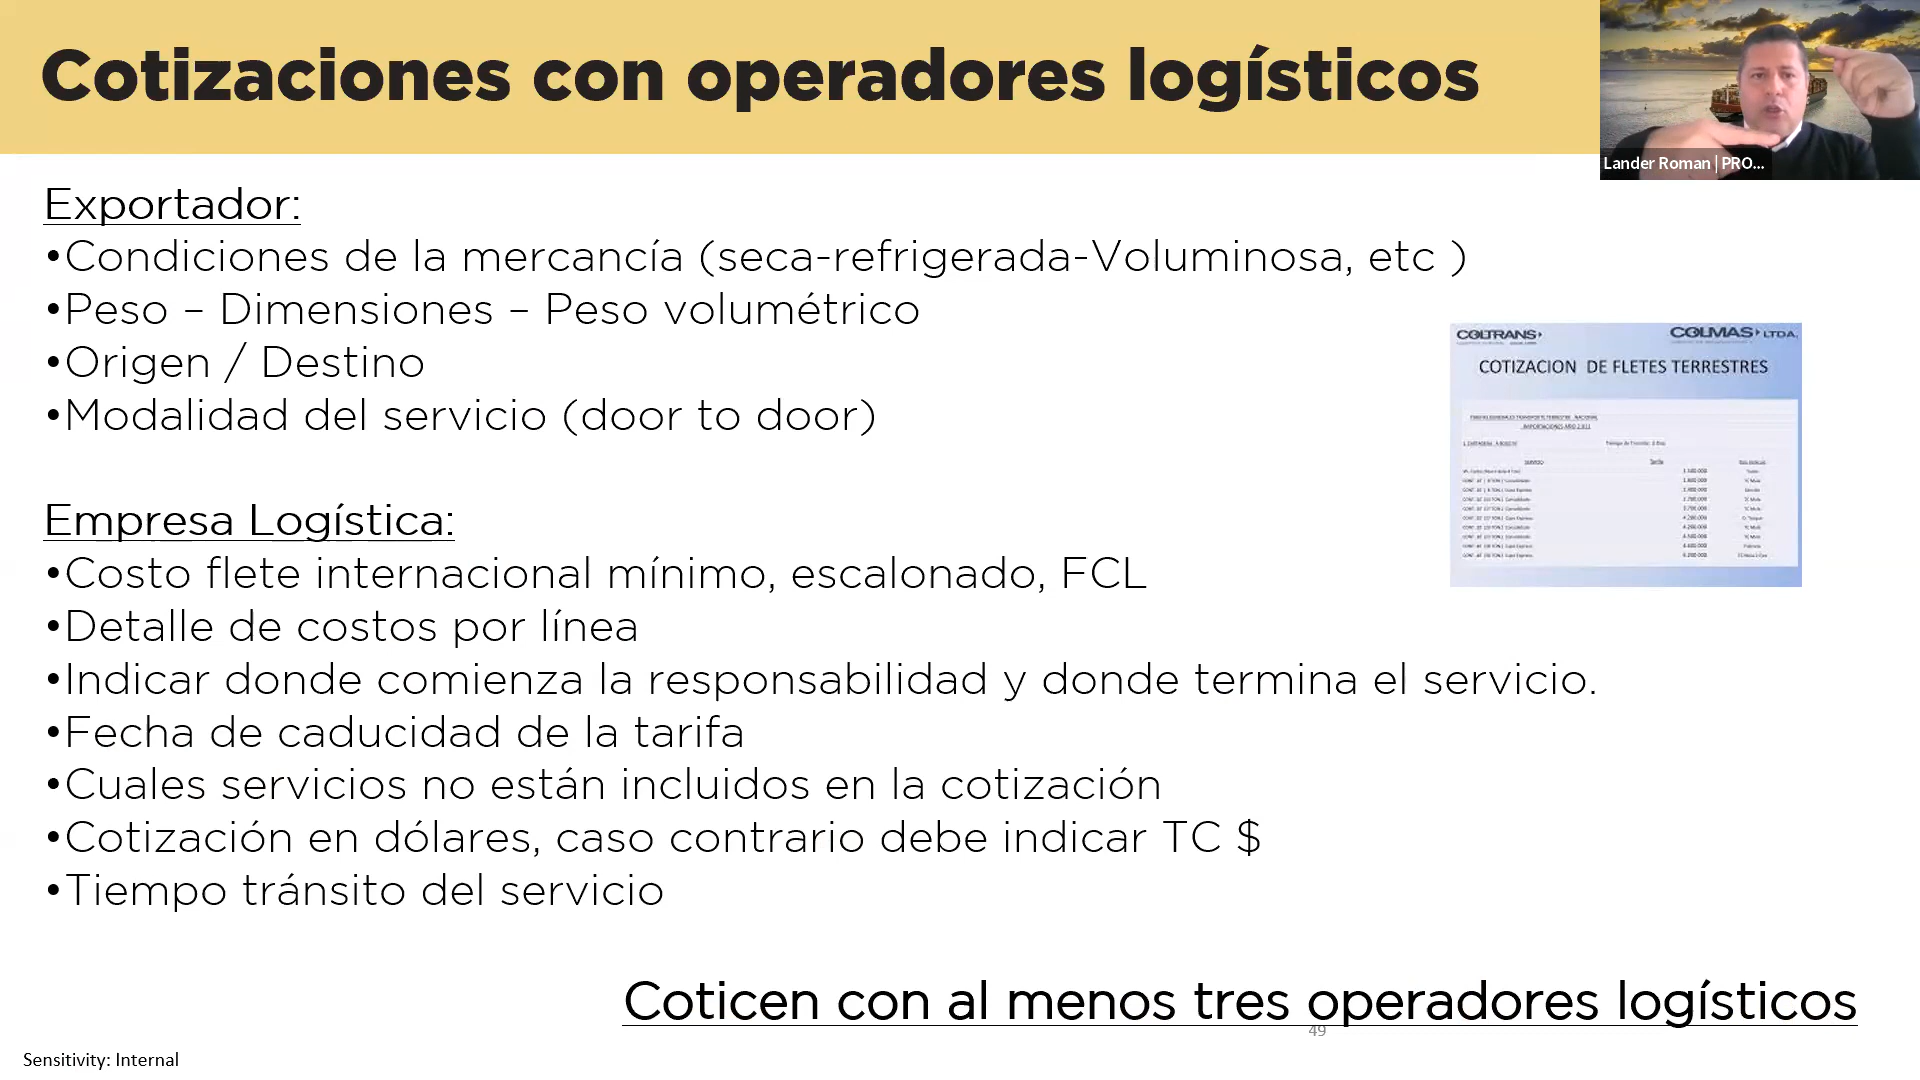 Cotizaciones con operadores logísticos
Lander Roman | PRO...
Exportador:
•Condiciones de la mercancía (seca-refrigerada-Voluminosa, etc )
•Peso – Dimensiones – Peso volumétrico
•Origen / Destino
•Modalidad del servicio (door to door)
COLTRANS
COLMAS LTDA.
COTIZACION DE FLETES TERRESTRES
Empresa Logística:
•Costo flete internacional mínimo, escalonado, FCL
•Detalle de costos por línea
•Indicar donde comienza la responsabilidad y donde termina el servicio.
•Fecha de caducidad de la tarifa
•Cuales servicios no están incluidos en la cotización
•Cotización en dólares, caso contrario debe indicar TC $
•Tiempo tránsito del servicio
Coticen con al menos tres operadores logísticos
49
Sensitivity: Internal